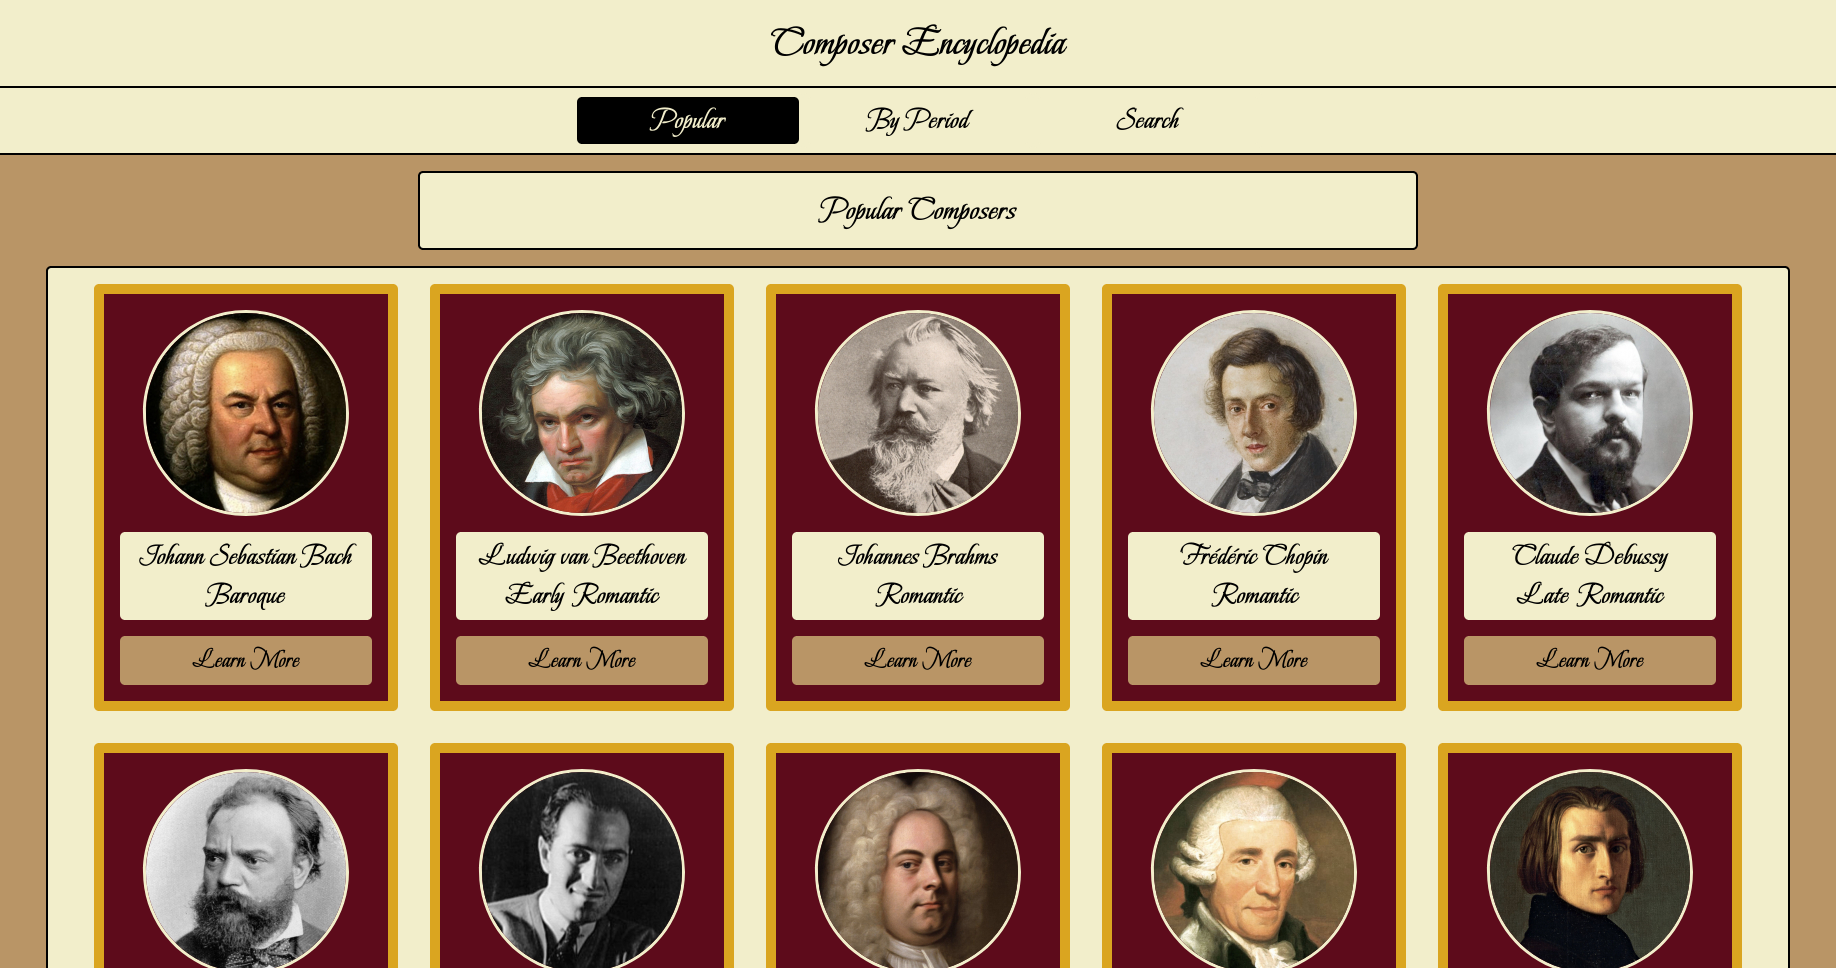 Composer Encyclopedia
Popular
By Period
Search
Popular Composers
Johann Sebastian Bach
Baroque
Learn More
Ludwig van Beethoven
Early Romantic
Learn More
Johannes Brahms
Romantic
Learn More
Frédéric Chopin
Romantic
Learn More
Claude Debussy
Late Romantic
Learn More